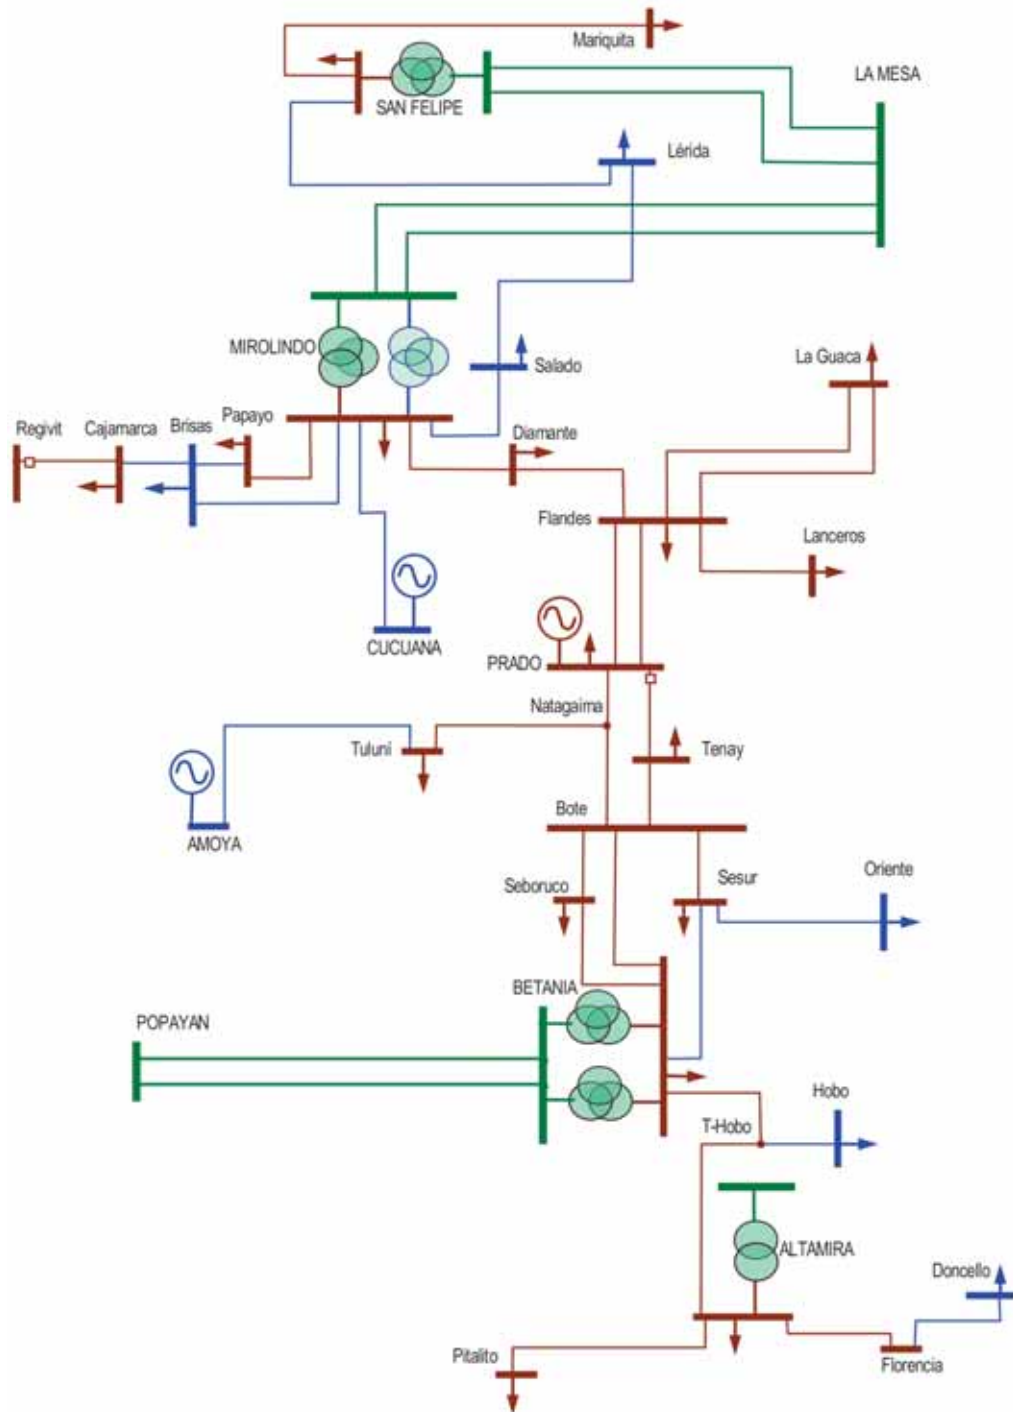 Mariquita
LA MESA
SAN FELIPE
Lérida
MIROLINDO
Salado
La Guaca
Regivit
Cajamarca
Brisas
Papayo
Diamante
Flandes
Lanceros
CUCUANA
PRADO
Natagaima
Tuluní
Tenay
AMOYA
Bote
Seboruco
Sesur
Oriente
BETANIA
POPAYAN
Hobo
T-Hobo
ALTAMIRA
Doncello
Pitalito
Florencia